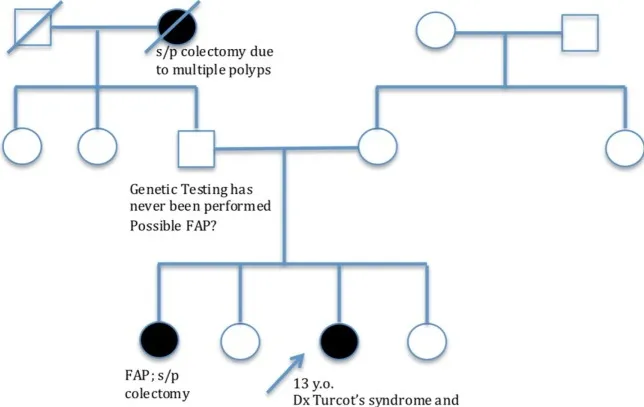 s/p colectomy due
to multiple polyps
Genetic Testing has
never been performed
Possible FAP?
FAP; s/p
colectomy
13 y.o.
Dx Turcot's syndrome and